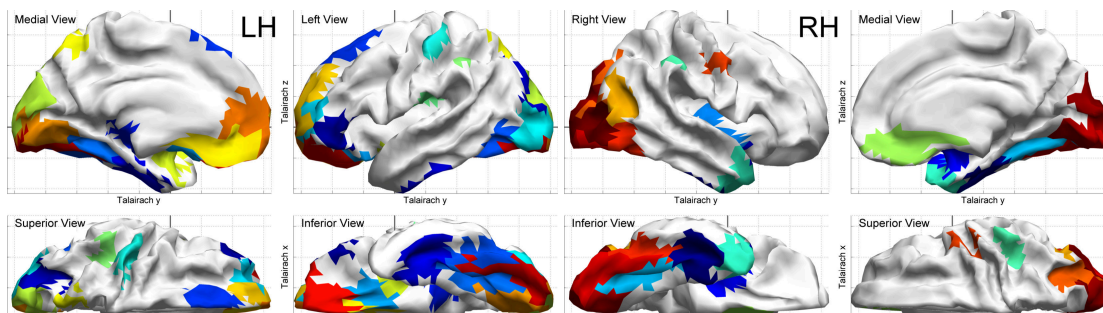 Medial View
LH
Left View
Right View
RH
Medial View
Talairach z
Talairach z
Talairach y
Talairach y
Talairach y
Talairach y
Superior View
Inferior View
Inferior View
Superior View
Talairach x
Talairach x